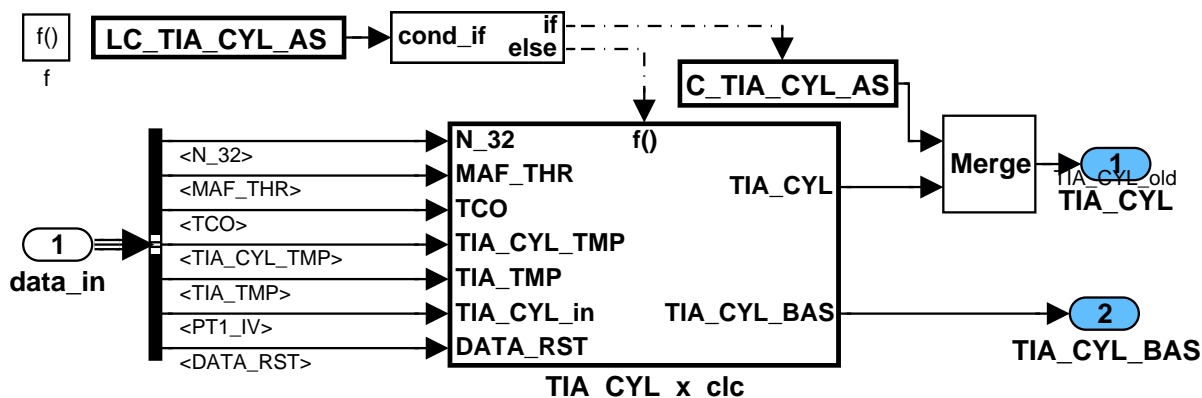 f()
f
LC_TIA_CYL_AS
cond_if
if
else
C_TIA_CYL_AS
f()
N_32
MAF_THR
TCO
TIA_CYL_TMP
TIA_TMP
TIA_CYL_in
DATA_RST
TIA_CYL
TIA_CYL_BAS
TIA_CYL_x_clc
<N_32>
<MAF_THR>
<TCO>
<TIA_CYL_TMP>
<TIA_TMP>
<PT1_IV>
<DATA_RST>
1
data_in
Merge
1
TIA_CYL_old
TIA_CYL
2
TIA_CYL_BAS